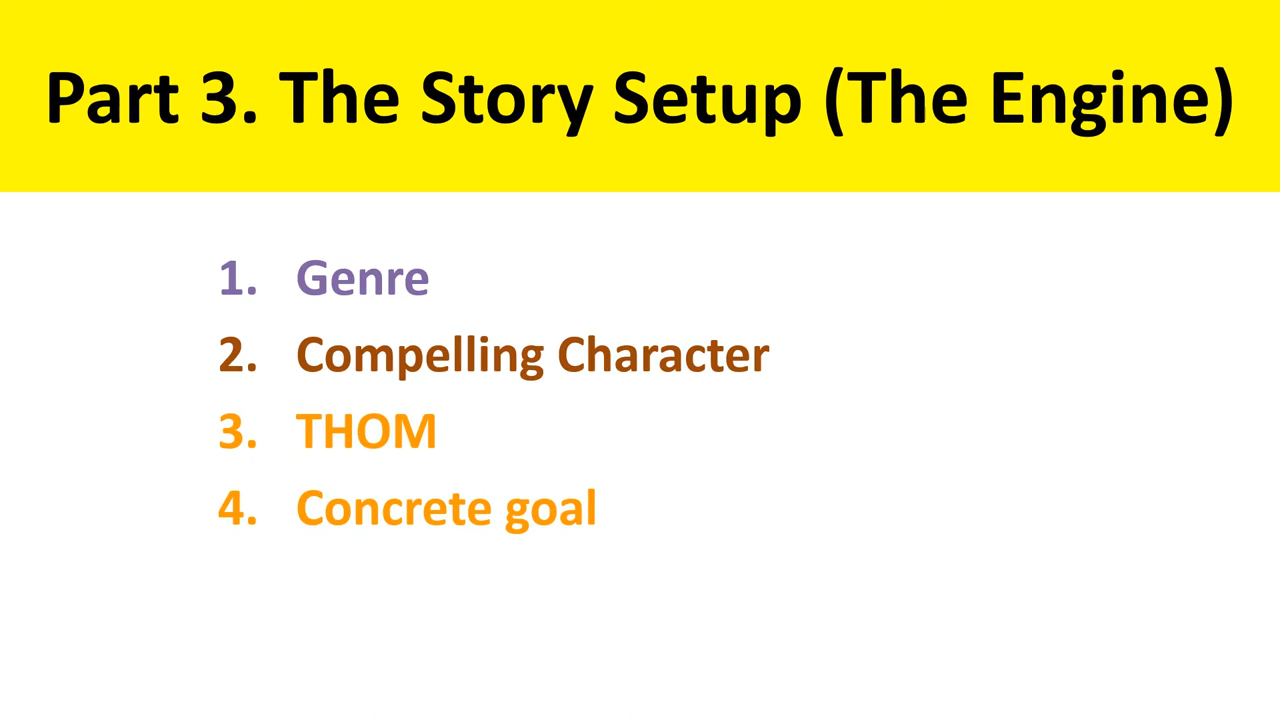 Part 3. The Story Setup (The Engine)
1. Genre
2. Compelling Character
3. THOM
4. Concrete goal